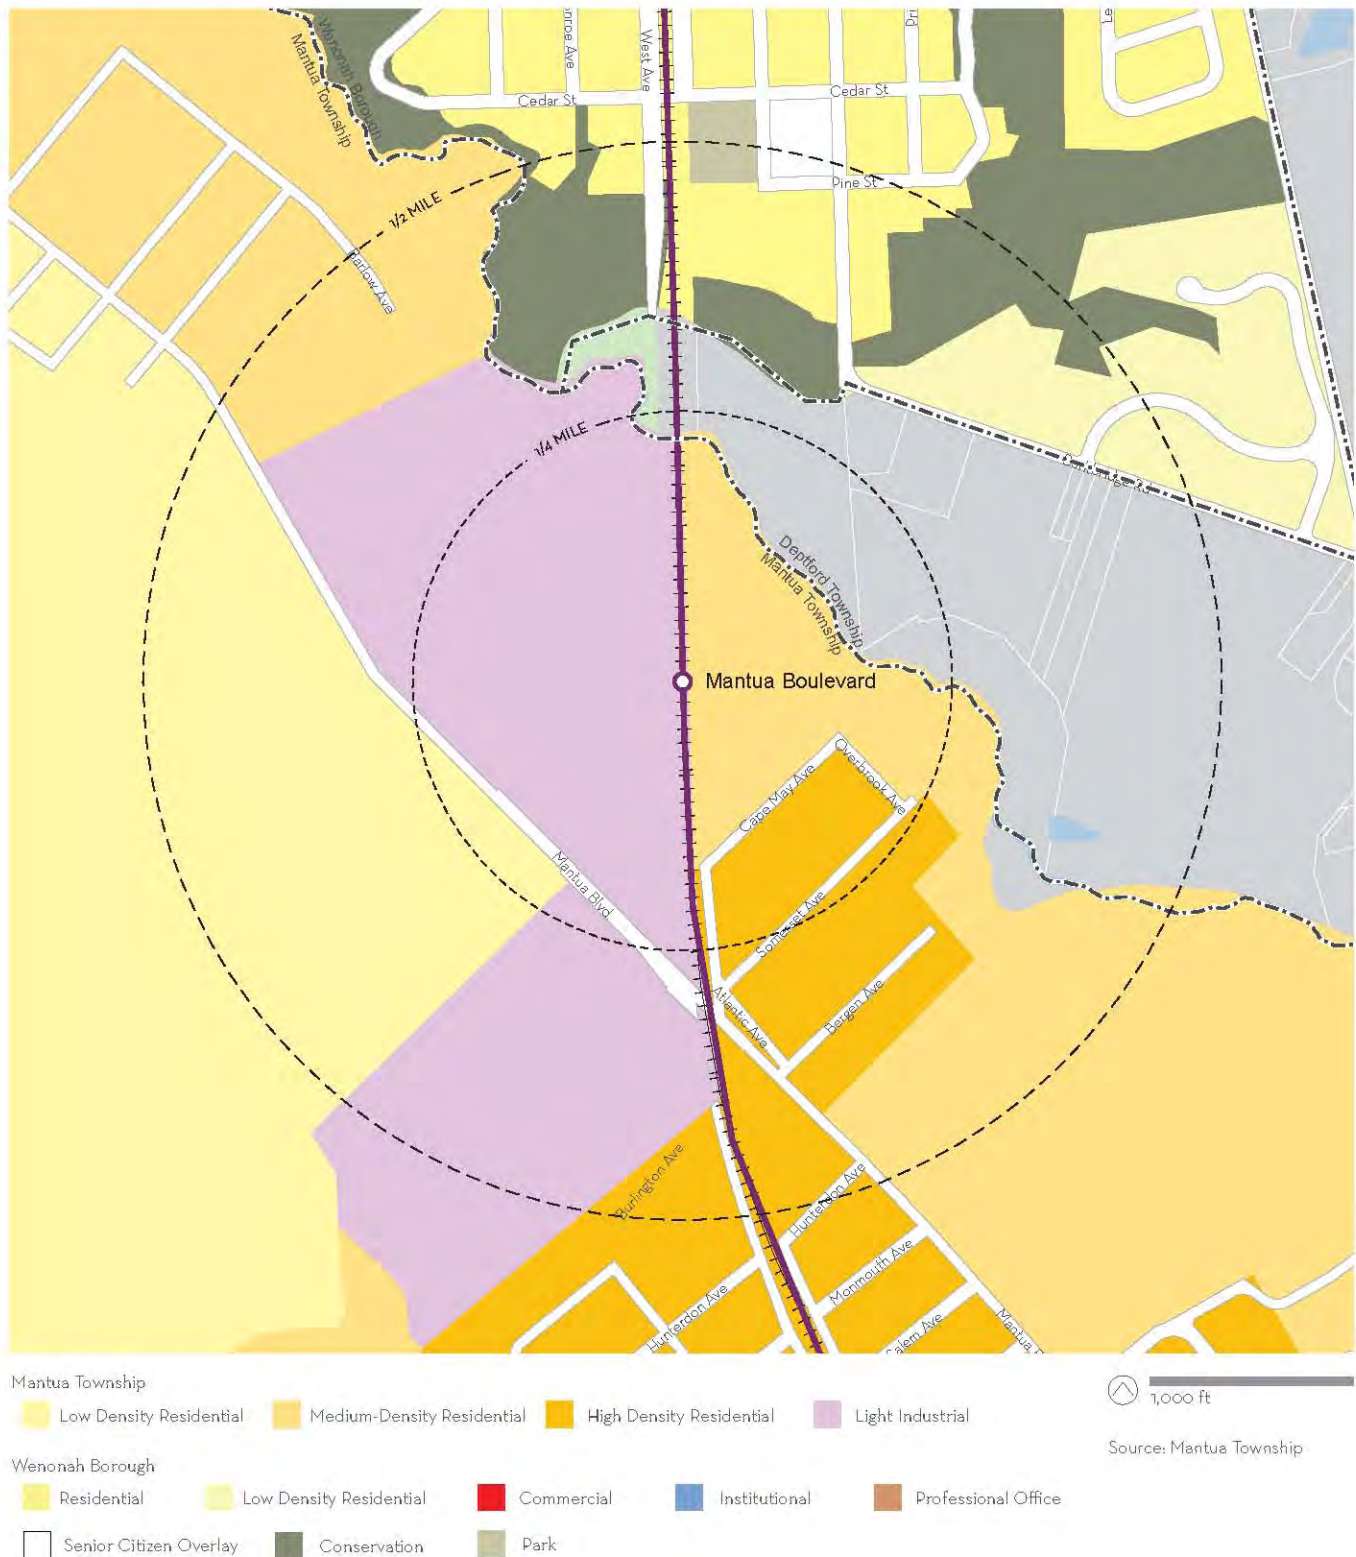 Wenonah Borough
Mantua Township
Monroe Ave
West Ave
Cedar St
Cedar St
Pine St
1/2 MILE
Barlow Ave
1/4 MILE
Deptford Township
Mantua Township
Mantua Boulevard
Overbrook Ave
Cape May Ave
Mantua Blvd
Somerset Ave
Atlantic Ave
Bergen Ave
Burlington Ave
Hunterdon Ave
Monmouth Ave
Hunterdon Ave
Salem Ave
Mantua
Mantua Township
Low Density Residential
Medium-Density Residential
High Density Residential
Light Industrial
1,000 ft
Source: Mantua Township
Wenonah Borough
Residential
Low Density Residential
Commercial
Institutional
Professional Office
Senior Citizen Overlay
Conservation
Park